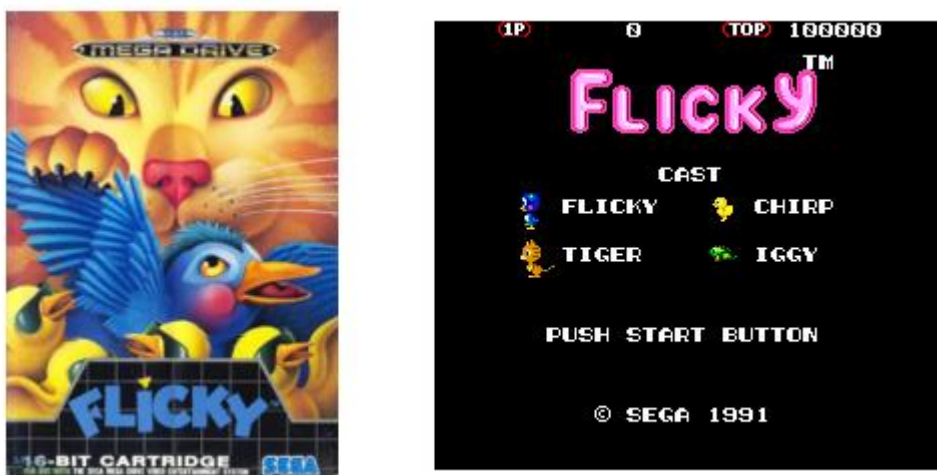 SEGA
MEGA DRIVE
FLICKY
16-BIT CARTRIDGE
SEGA
1P 0 TOP 100000
TM
FLICKY
CAST
FLICKY CHIRP
TIGER IGGY
PUSH START BUTTON
© SEGA 1991